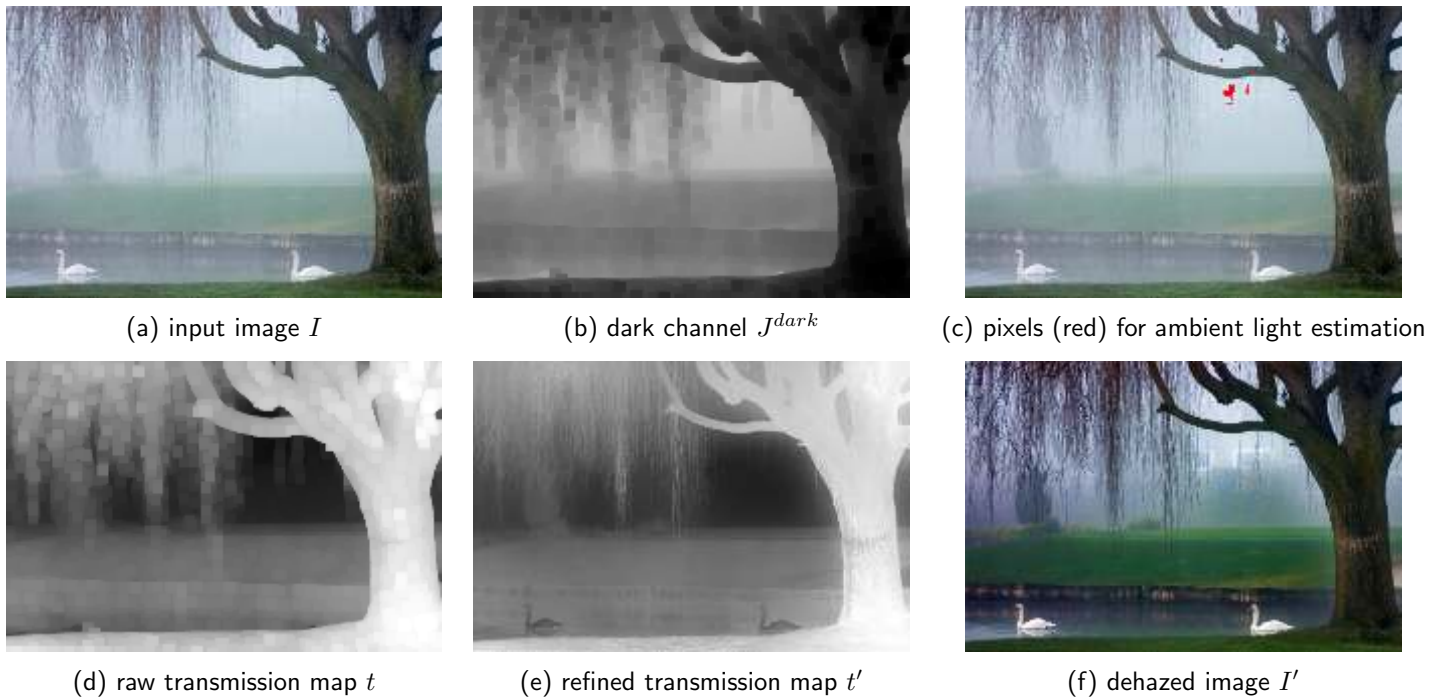 (a) input image I
(b) dark channel J^{dark}
(c) pixels (red) for ambient light estimation
(d) raw transmission map t
(e) refined transmission map t′
(f) dehazed image I′